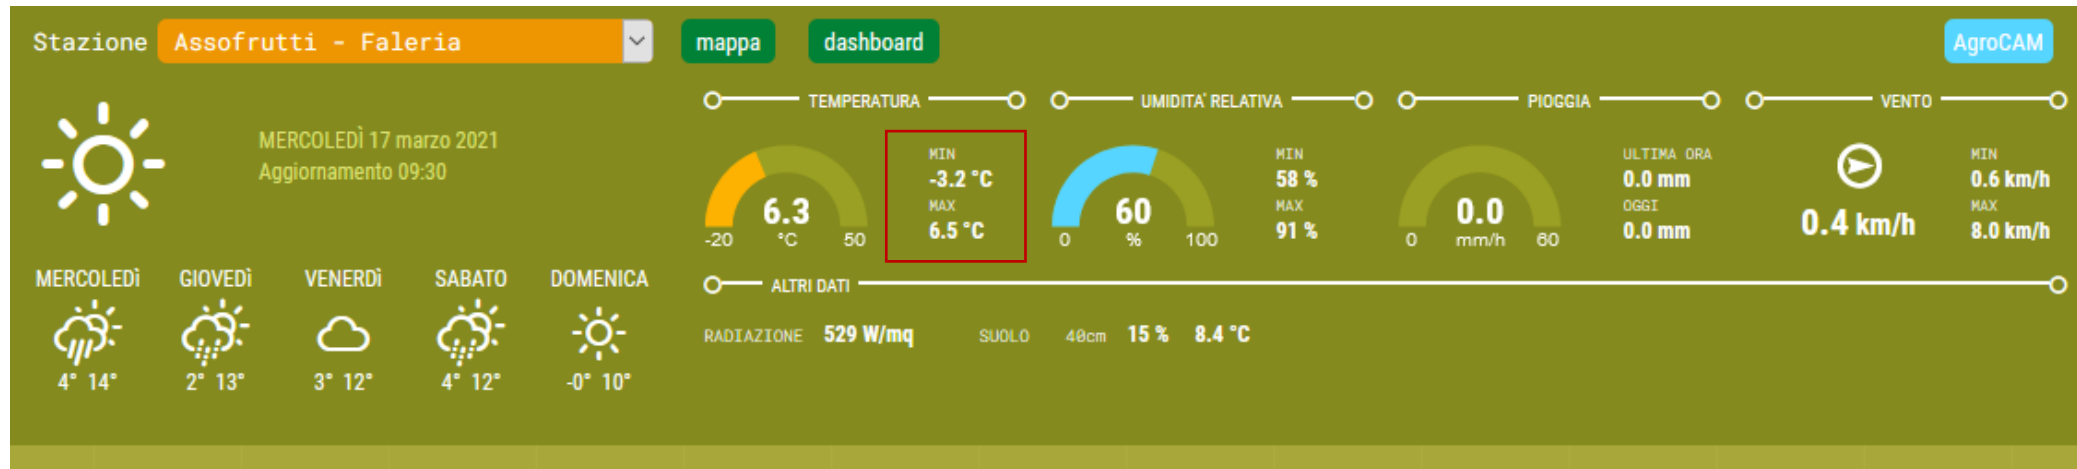 Stazione Assofrutti - Faleria mappa dashboard AgroCAM
MERCOLEDÌ 17 marzo 2021
Aggiornamento 09:30
MERCOLEDÌ GIOVEDÌ VENERDÌ SABATO DOMENICA
4° 14° 2° 13° 3° 12° 4° 12° -0° 10°
TEMPERATURA
6.3
°C
-20 50
MIN
-3.2 °C
MAX
6.5 °C
UMIDITA' RELATIVA
60
%
0 100
MIN
58 %
MAX
91 %
PIOGGIA
0.0
mm/h
0 60
ULTIMA ORA
0.0 mm
OGGI
0.0 mm
VENTO
0.4 km/h
MIN
0.6 km/h
MAX
8.0 km/h
ALTRI DATI
RADIAZIONE 529 W/mq SUOLO 40cm 15 % 8.4 °C